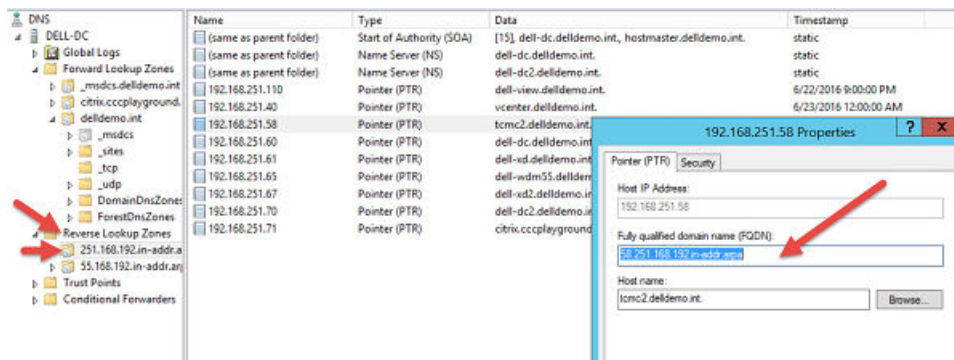 DNS
DELL-DC
Global Logs
Forward Lookup Zones
_msdcs.delldemo.int
citrix.cccplayground.
delldemo.int
_msdcs
_sites
_tcp
_udp
DomainDnsZones
ForestDnsZones
Reverse Lookup Zones
251.168.192.in-addr.a
55.168.192.in-addr.ar
Trust Points
Conditional Forwarders
Name Type Data Timestamp
(same as parent folder) Start of Authority (SOA) [15], dell-dc.delldemo.int., hostmaster.delldemo.int. static
(same as parent folder) Name Server (NS) dell-dc.delldemo.int. static
(same as parent folder) Name Server (NS) dell-dc2.delldemo.int. static
192.168.251.110 Pointer (PTR) dell-view.delldemo.int. 6/22/2016 9:00:00 PM
192.168.251.40 Pointer (PTR) vcenter.delldemo.int. 6/23/2016 12:00:00 AM
192.168.251.58 Pointer (PTR) tcmc2.delldemo.int.
192.168.251.60 Pointer (PTR) dell-dc.delldemo.int
192.168.251.61 Pointer (PTR) dell-xd.delldemo.int
192.168.251.65 Pointer (PTR) dell-wdm55.delldem
192.168.251.67 Pointer (PTR) dell-xd2.delldemo.in
192.168.251.70 Pointer (PTR) dell-dc2.delldemo.in
192.168.251.71 Pointer (PTR) citrix.cccplayground
192.168.251.58 Properties ? X
Pointer (PTR) Security
Host IP Address:
192.168.251.58
Fully qualified domain name (FQDN):
58.251.168.192.in-addr.arpa
Host name:
tcmc2.delldemo.int.
Browse...